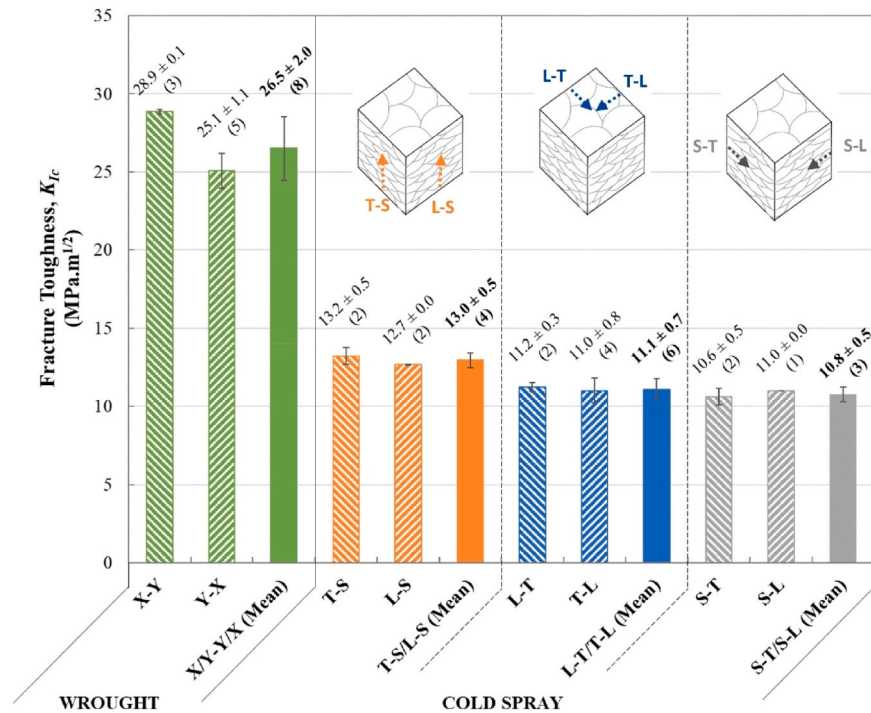 Fracture Toughness, K_Ic
(MPa.m^1/2)
35
30
25
20
15
10
5
0
28.9 ± 0.1
(3)
25.1 ± 1.1
(5)
26.5 ± 2.0
(8)
13.2 ± 0.5
(2)
12.7 ± 0.0
(2)
13.0 ± 0.5
(4)
11.2 ± 0.3
(2)
11.0 ± 0.8
(4)
11.1 ± 0.7
(6)
10.6 ± 0.5
(2)
11.0 ± 0.0
(1)
10.8 ± 0.5
(3)
T-S
L-S
L-T
T-L
S-T
S-L
X-Y
Y-X
X/Y-Y/X (Mean)
T-S
L-S
T-S/L-S (Mean)
L-T
T-L
L-T/T-L (Mean)
S-T
S-L
S-T/S-L (Mean)
WROUGHT
COLD SPRAY